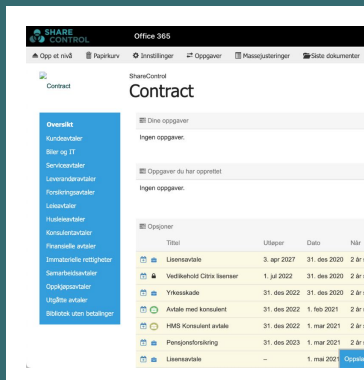 SHARE
CONTROL
Office 365
Opp et nivå Papirkurv Innstillinger Oppgaver Massejusteringer Siste dokumenter
Contract
ShareControl
Contract
Oversikt
Kundeavtaler
Biler og IT
Serviceavtaler
Leverandøravtaler
Forsikringsavtaler
Leieavtaler
Husleieavtaler
Konsulentavtaler
Finansielle avtaler
Immaterielle rettigheter
Samarbeidsavtaler
Oppkjøpsavtaler
Utgåtte avtaler
Bibliotek uten betalinger
Dine oppgaver
Ingen oppgaver.
Oppgaver du har opprettet
Ingen oppgaver.
Opsjoner
Tittel Utløper Dato Når
Lisensavtale 3. apr 2027 31. des 2020 2 år
Vedlikehold Citrix lisenser 1. jul 2022 31. des 2020 2 år
Yrkesskade 31. des 2022 31. des 2020 2 år
Avtale med konsulent 31. des 2022 1. feb 2021 2 år
HMS Konsulent avtale 31. des 2022 1. mar 2021 2 år
Pensjonsforsikring 31. des 2023 1. mar 2021 2 år
Lisensavtale – 1. mai 2021